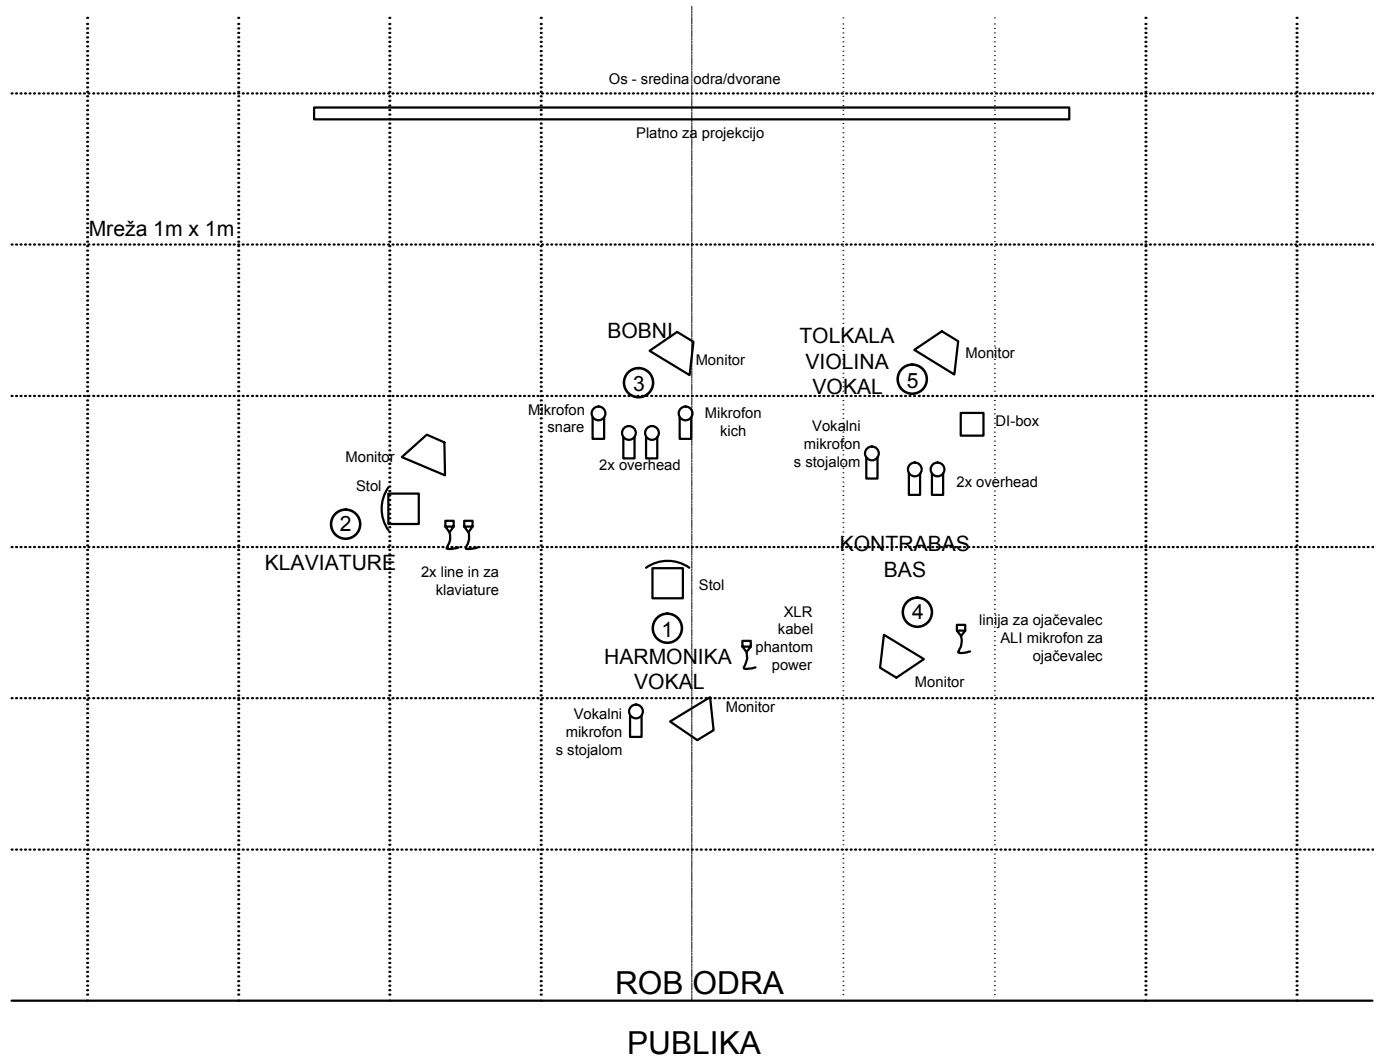 Os - sredina odra/dvorane
Platno za projekcijo
Mreža 1m x 1m
BOBNI
Monitor
3
Mikrofon
snare
Mikrofon
kich
2x overhead
TOLKALA
VIOLINA
VOKAL
5
Monitor
DI-box
Vokalni
mikrofon
s stojalom
2x overhead
Monitor
Stol
2
KLAVIATURE
2x line in za
klaviature
KONTRABAS
BAS
4
linija za ojačevalec
ALI mikrofon za
ojačevalec
Monitor
Stol
1
HARMONIKA
VOKAL
XLR
kabel
phantom
power
Vokalni
mikrofon
s stojalom
Monitor
ROB ODRA
PUBLIKA